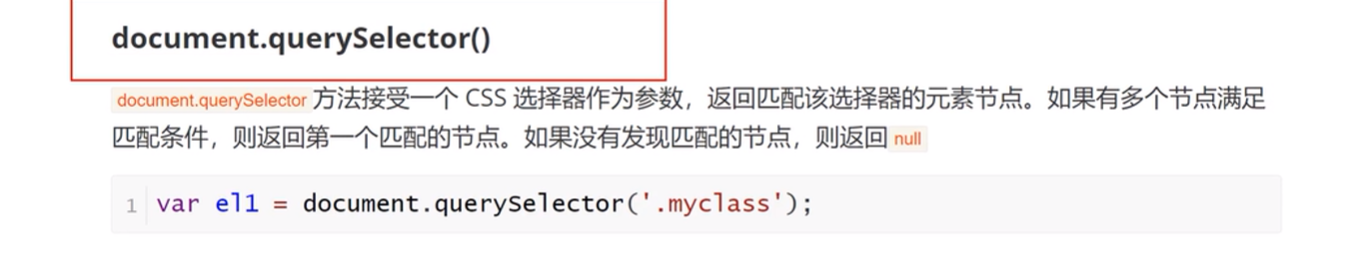 document.querySelector()
document.querySelector 方法接受一个 CSS 选择器作为参数，返回匹配该选择器的元素节点。如果有多个节点满足
匹配条件，则返回第一个匹配的节点。如果没有发现匹配的节点，则返回 null
1 var el1 = document.querySelector('.myclass');